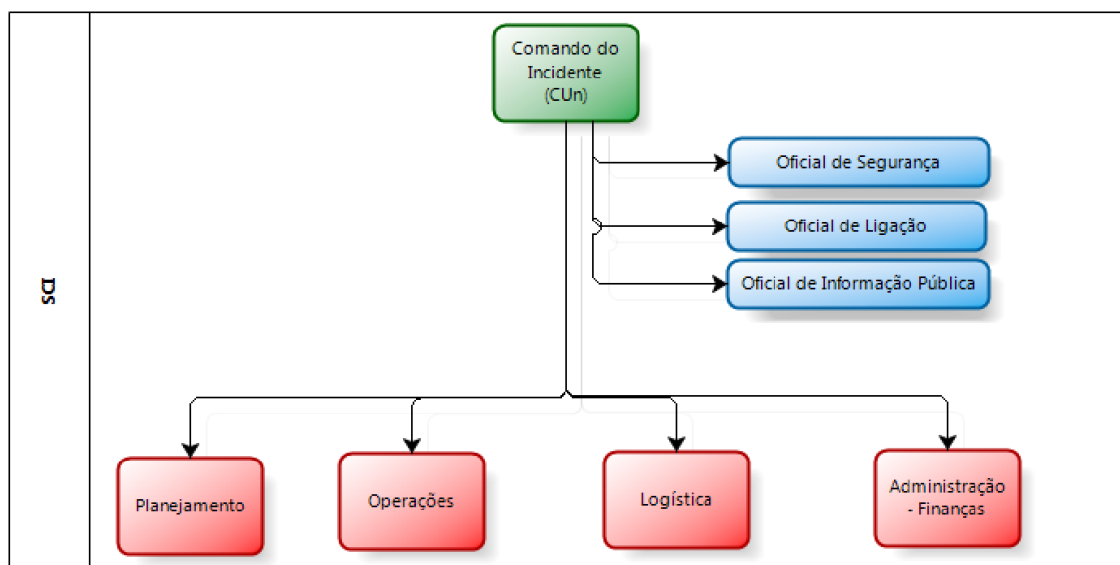 Comando do
Incidente
(CUn)
Oficial de Segurança
Oficial de Ligação
Oficial de Informação Pública
SCI
Planejamento
Operações
Logística
Administração
- Finanças